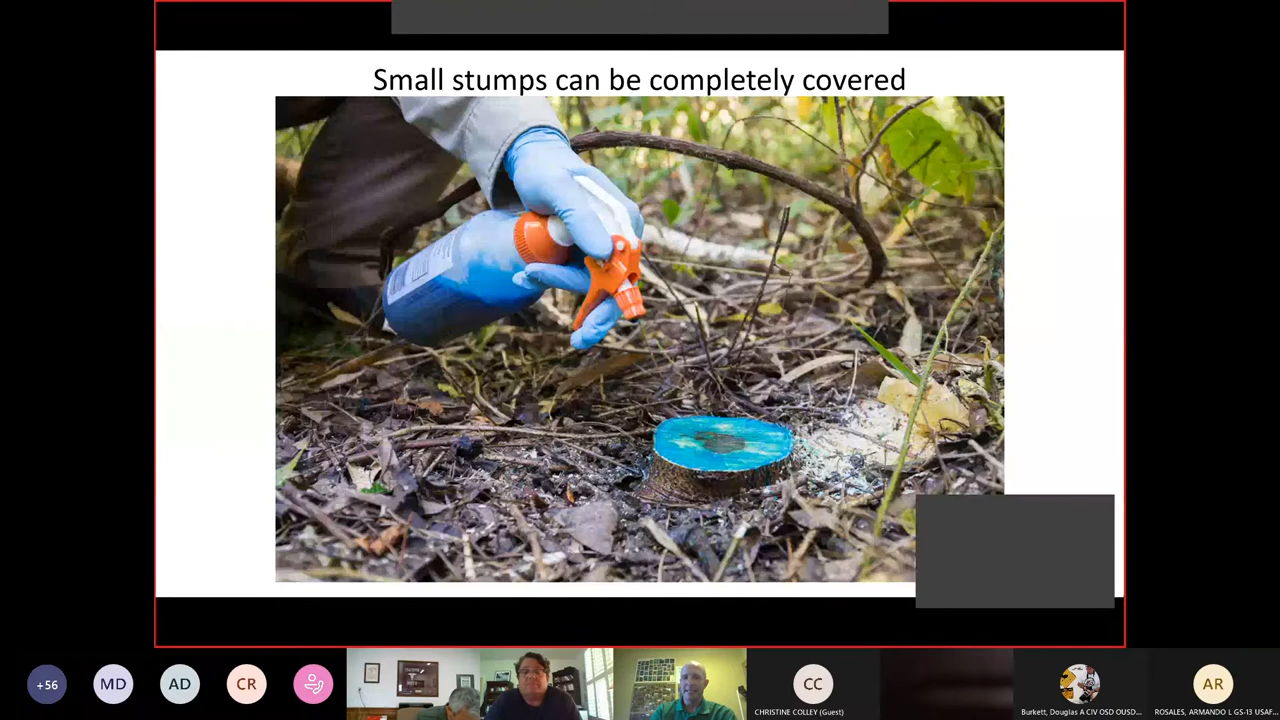 Small stumps can be completely covered
+56
MD
AD
CR
CC
AR
CHRISTINE COLLEY (Guest)
Burkett, Douglas A CIV OSD OUSD...
ROSALES, ARMANDO L GS-13 USAF...